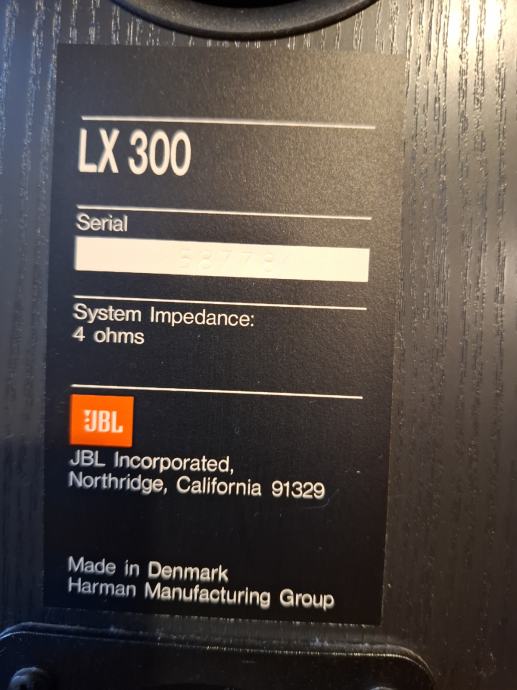 LX 300
Serial
System Impedance:
4 ohms
JBL
JBL Incorporated,
Northridge, California 91329
Made in Denmark
Harman Manufacturing Group